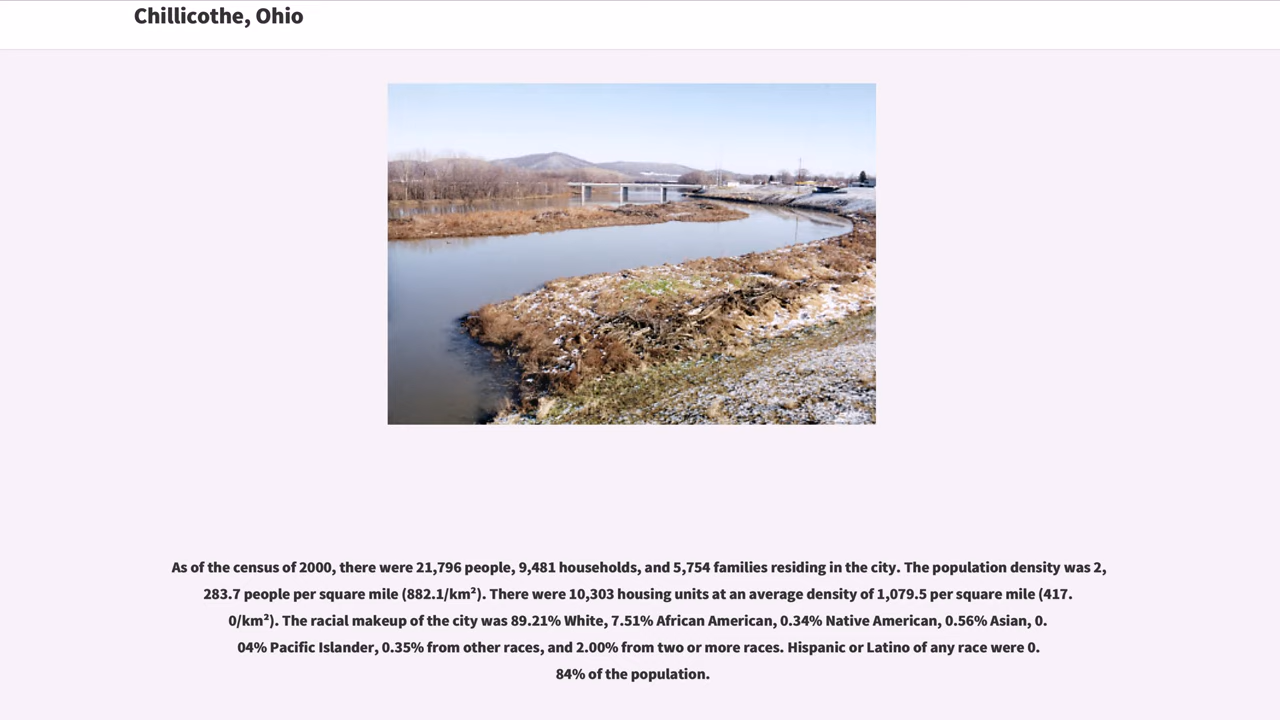 Chillicothe, Ohio
As of the census of 2000, there were 21,796 people, 9,481 households, and 5,754 families residing in the city. The population density was 2,
283.7 people per square mile (882.1/km²). There were 10,303 housing units at an average density of 1,079.5 per square mile (417.
0/km²). The racial makeup of the city was 89.21% White, 7.51% African American, 0.34% Native American, 0.56% Asian, 0.
04% Pacific Islander, 0.35% from other races, and 2.00% from two or more races. Hispanic or Latino of any race were 0.
84% of the population.